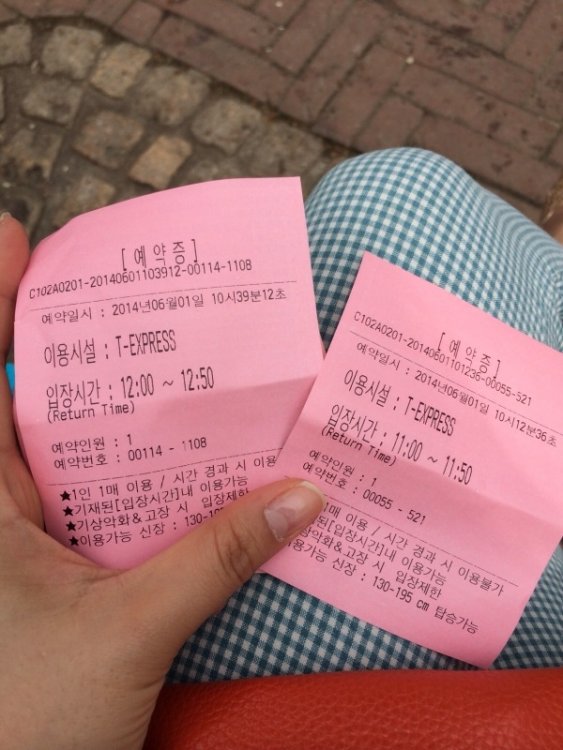 [ 예 약 증 ]
C102A0201-20140601103912-00114-1108
예약일시 : 2014년06월01일 10시39분12초
이용시설 : T-EXPRESS
입장시간 : 12:00 ~ 12:50
(Return Time)
예약인원 : 1
예약번호 : 00114 - 1108
★1인 1매 이용 / 시간 경과 시 이용
★기재된[입장시간]내 이용가능
★기상악화&고장 시 입장제한
★이용가능 신장 : 130-195
[ 예 약 증 ]
C102A0201-20140601101236-00055-521
예약일시 : 2014년06월01일 10시12분36초
이용시설 : T-EXPRESS
입장시간 : 11:00 ~ 11:50
(Return Time)
예약인원 : 1
예약번호 : 00055 - 521
1매 이용 / 시간 경과 시 이용불가
[입장시간]내 이용가능
악화&고장 시 입장제한
가능 신장 : 130-195 cm 탑승가능